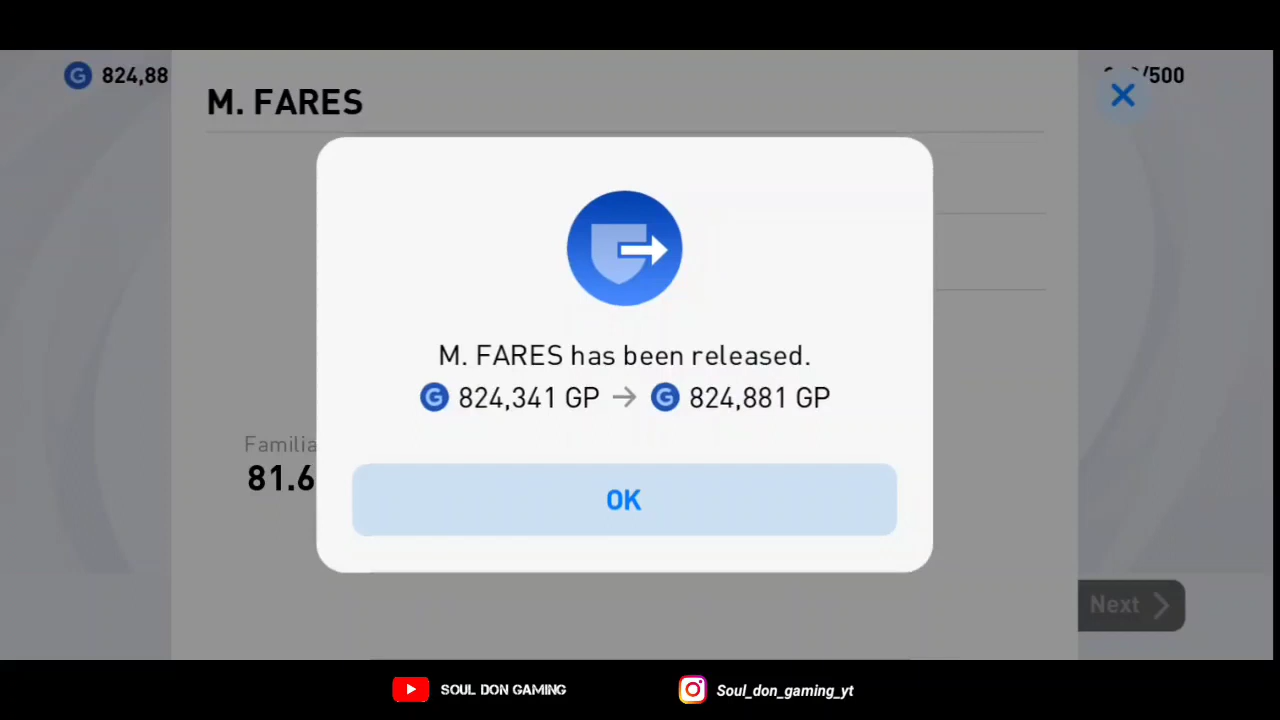 824,88
/500
M. FARES
M. FARES has been released.
824,341 GP → 824,881 GP
Familia
81.6
OK
Next
SOUL DON GAMING
Soul_don_gaming_yt